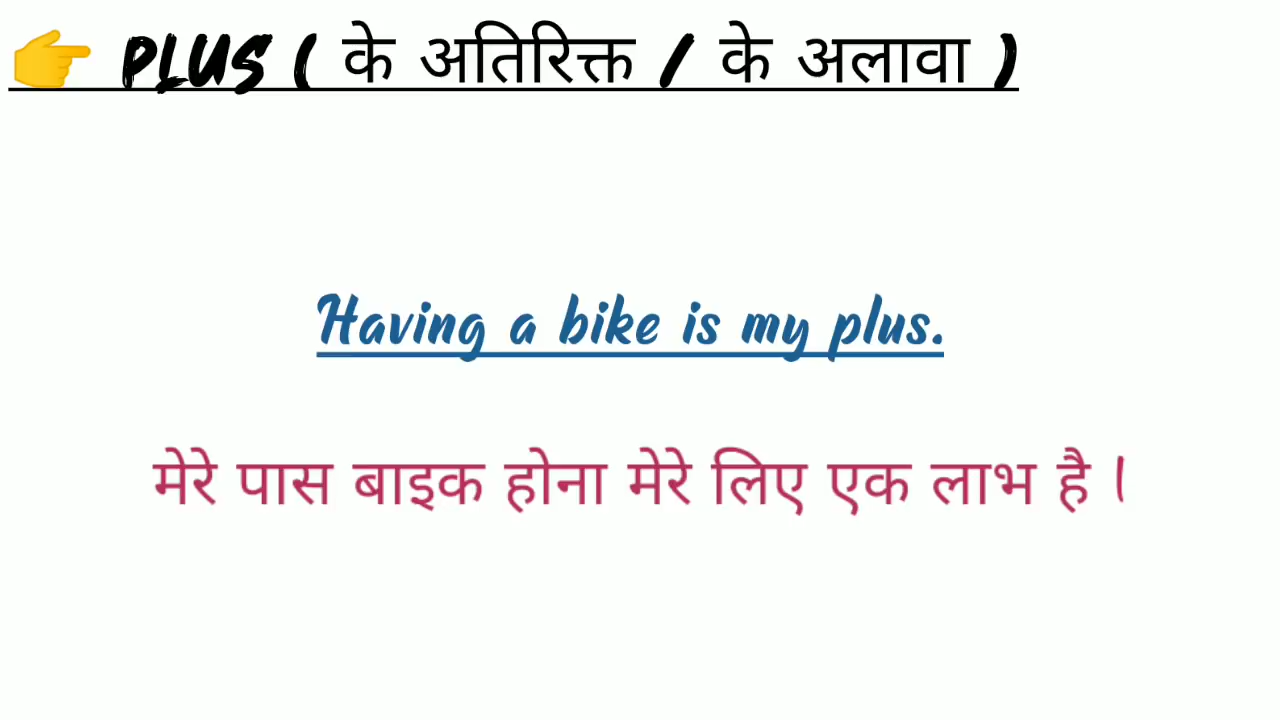 👉 PLUS ( के अतिरिक्त / के अलावा )
Having a bike is my plus.
मेरे पास बाइक होना मेरे लिए एक लाभ है ।